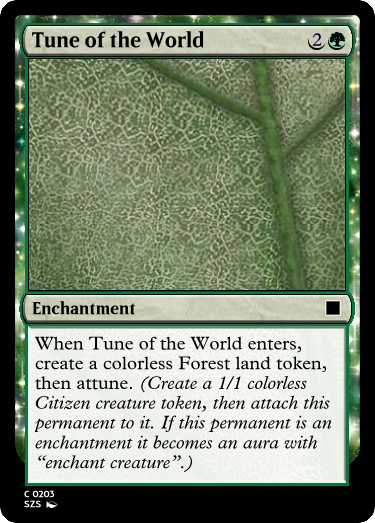 Tune of the World 2
Enchantment
When Tune of the World enters,
create a colorless Forest land token,
then attune. (Create a 1/1 colorless
Citizen creature token, then attach this
permanent to it. If this permanent is an
enchantment it becomes an aura with
“enchant creature”.)
C 0203
SZS